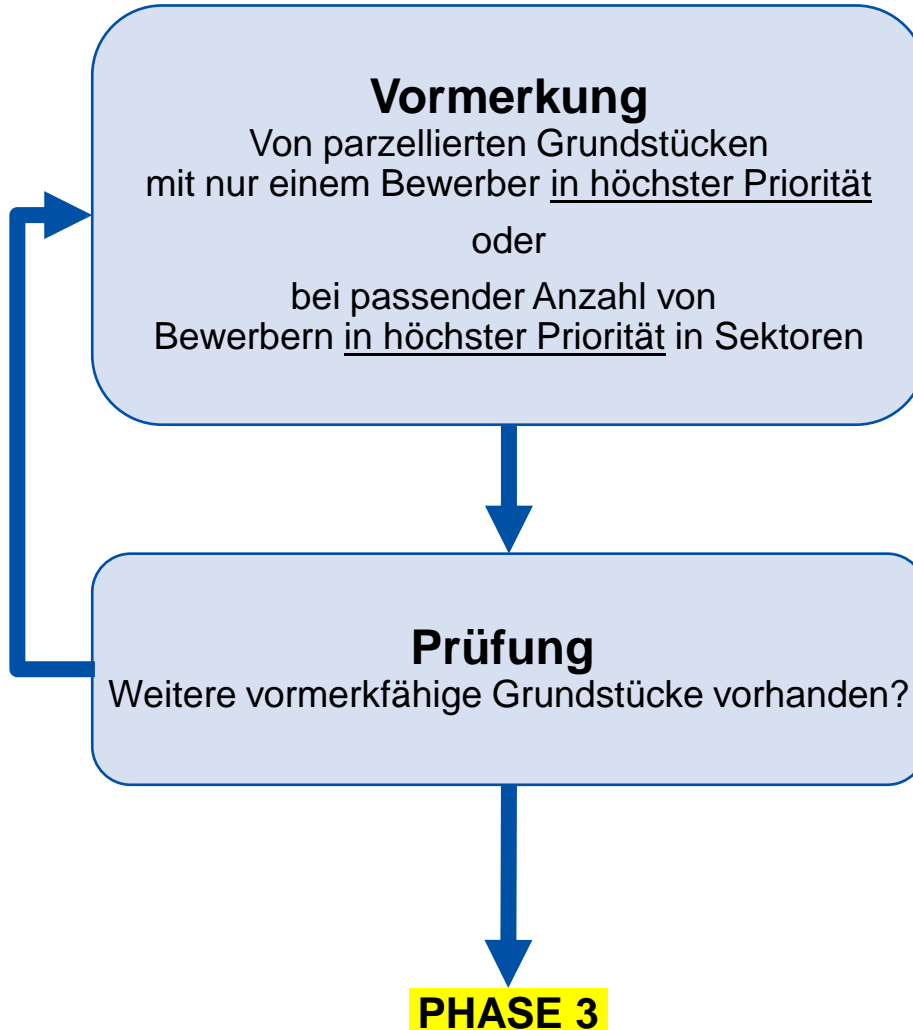 Vormerkung
Von parzellierten Grundstücken
mit nur einem Bewerber in höchster Priorität
oder
bei passender Anzahl von
Bewerbern in höchster Priorität in Sektoren
Prüfung
Weitere vormerkfähige Grundstücke vorhanden?
PHASE 3